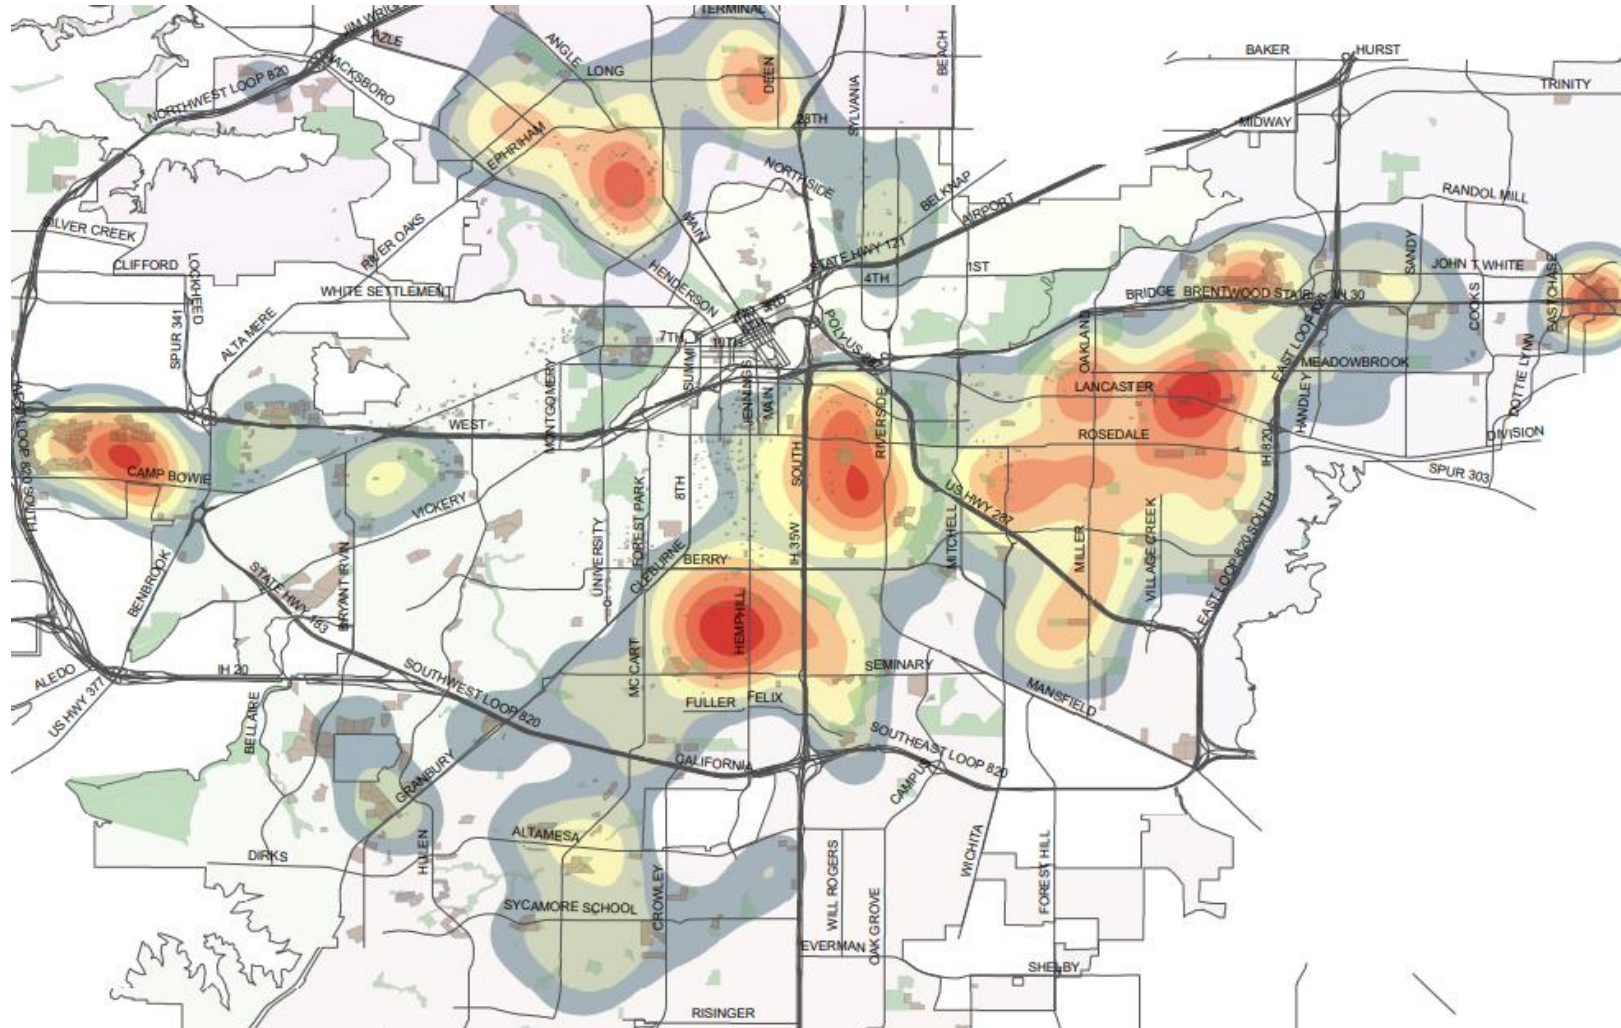 TERMINAL
JIM WRIGHT
AZLE
ANGLE
BEACH
BAKER
HURST
LONG
DEEN
JACKSBORO
NORTHWEST LOOP 820
TRINITY
SYLVANIA
28TH
MIDWAY
EPHRIHAM
NORTHSIDE
BELKNAP
RANDOL MILL
AIRPORT
SILVER CREEK
RIVER OAKS
MAIN
SANDY
STATE HWY 121
CLIFFORD
LOCKHEED
HENDERSON
4TH
1ST
JOHN T WHITE
EASTCHASE
WHITE SETTLEMENT
BRIDGE
BRENTWOOD STAIR
IH 30
COOKS
3RD
SPUR 341
ALTA MERE
7TH
10TH
SUMMIT
OAKLAND
EAST LOOP 820
MEADOWBROOK
DOTTIE LYNN
MONTGOMERY
JENNINGS
MAIN
RIVERSIDE
LANCASTER
HANDLEY
WEST
ROSEDALE
DIVISION
WEST LOOP 820 SOUTH
CAMP BOWIE
SOUTH
IH 820
SPUR 303
VICKERY
8TH
FOREST PARK
US HWY 287
UNIVERSITY
IH 35W
MITCHELL
MILLER
VILLAGE CREEK
EAST LOOP 820 SOUTH
BERRY
CLEBURNE
BENBROOK
STATE HWY 183
BRYANT IRVIN
HEMPHILL
MC CART
SEMINARY
ALEDO
IH 20
SOUTHWEST LOOP 820
MANSFIELD
US HWY 377
BELLAIRE
FULLER
FELIX
SOUTHEAST LOOP 820
CALIFORNIA
GRANBURY
CAMPUS
ALTAMESA
DIRKS
HULEN
WICHITA
FOREST HILL
CROWLEY
WILL ROGERS
OAK GROVE
SYCAMORE SCHOOL
EVERMAN
SHELBY
RISINGER